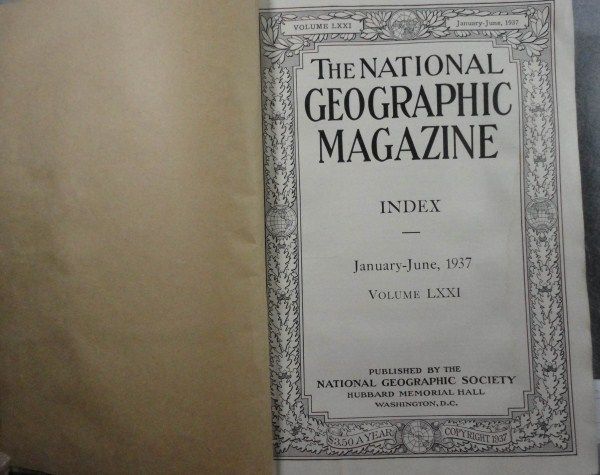 VOLUME LXXI
January-June, 1937
THE NATIONAL
GEOGRAPHIC
MAGAZINE
INDEX
January-June, 1937
VOLUME LXXI
PUBLISHED BY THE
NATIONAL GEOGRAPHIC SOCIETY
HUBBARD MEMORIAL HALL
WASHINGTON, D.C.
$3.50 A YEAR
COPYRIGHT 1937